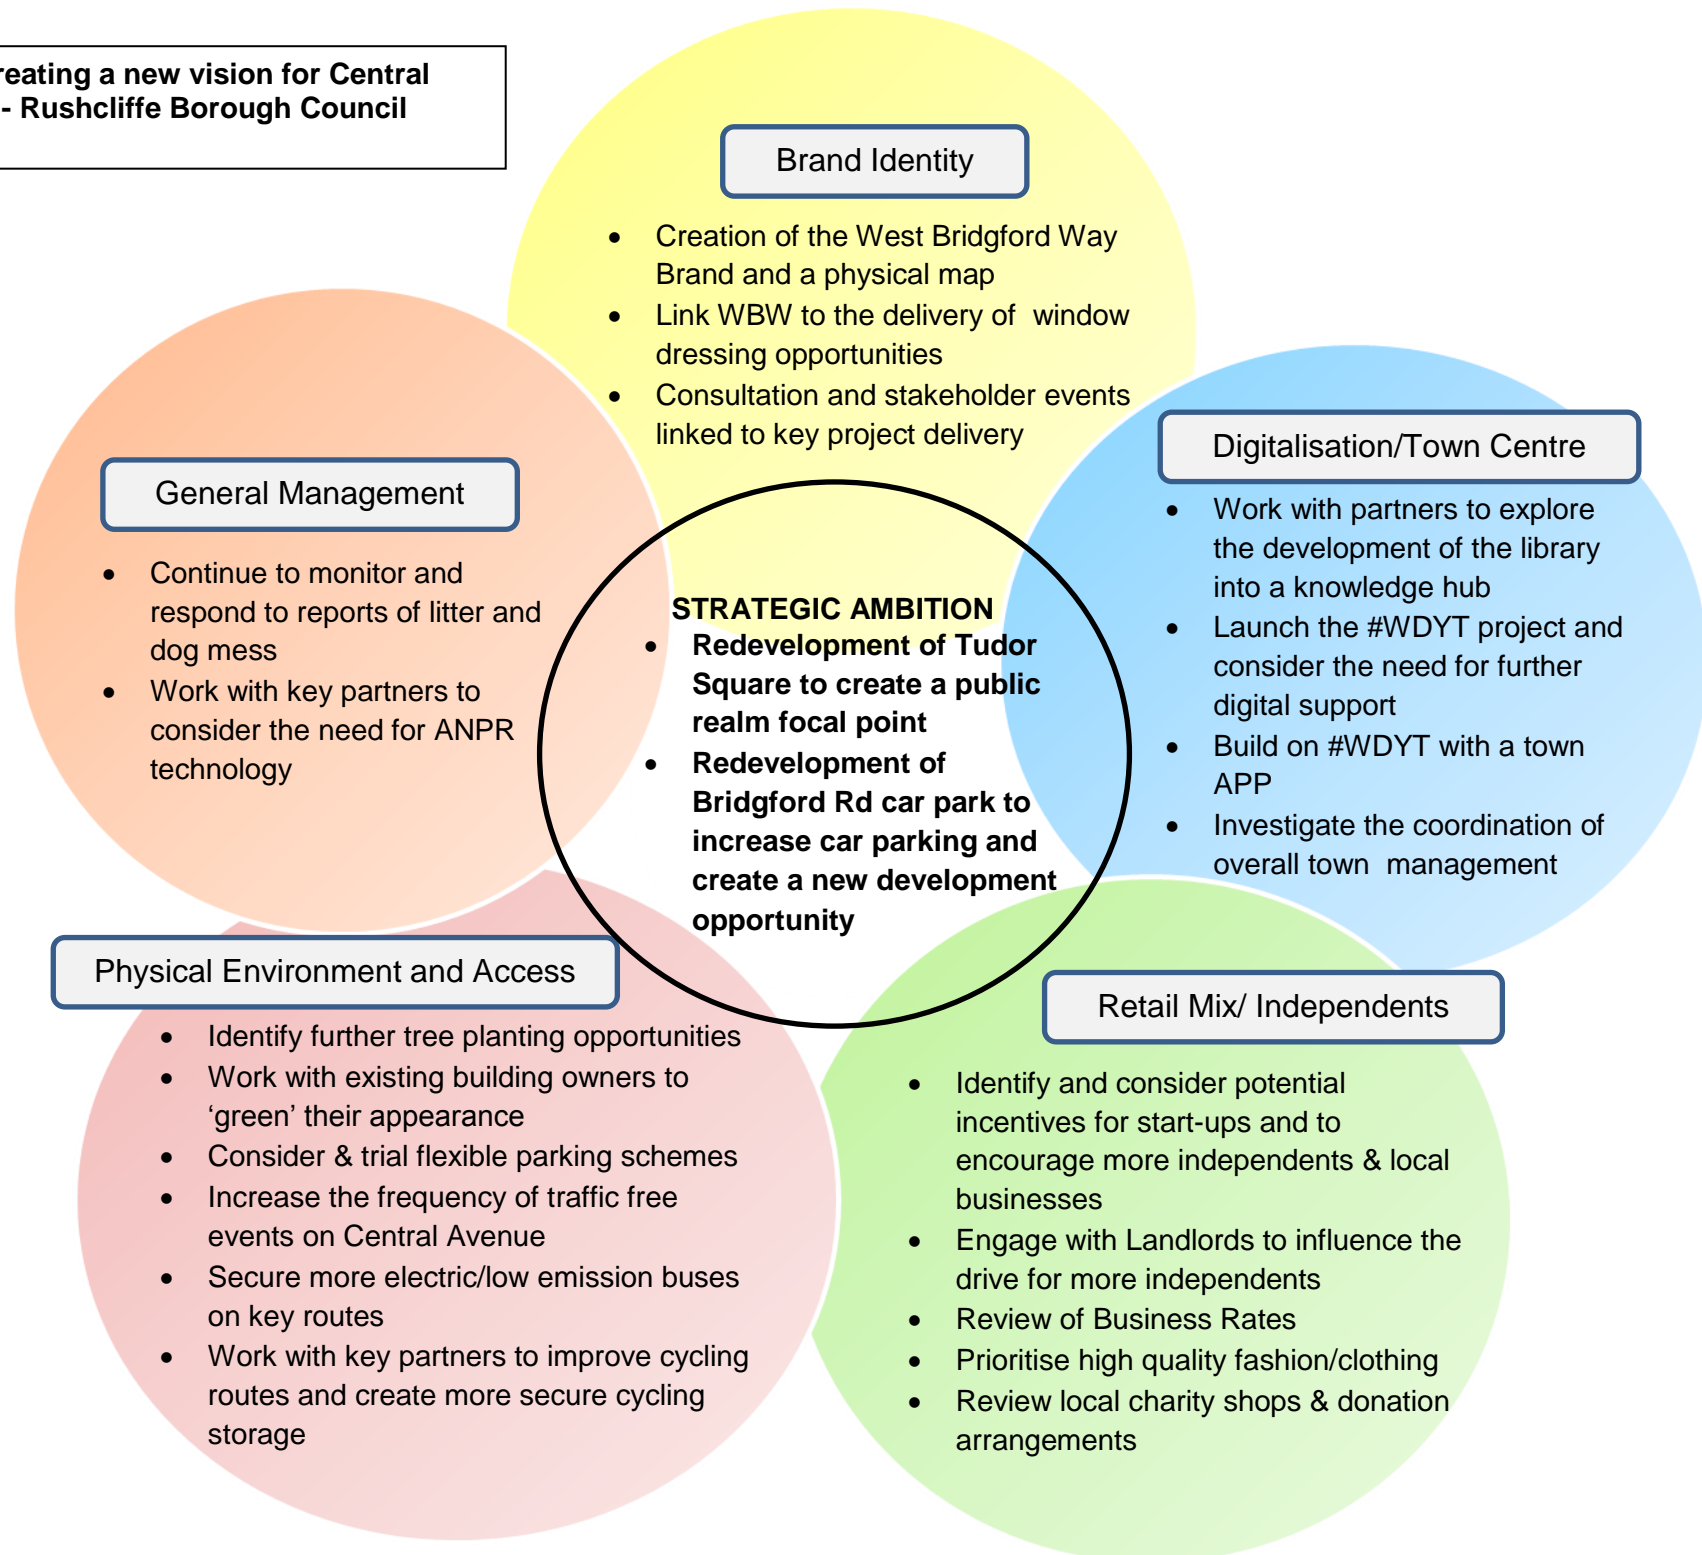 reating a new vision for Central
- Rushcliffe Borough Council
Brand Identity
• Creation of the West Bridgford Way
Brand and a physical map
• Link WBW to the delivery of  window
dressing opportunities
• Consultation and stakeholder events
linked to key project delivery
General Management
• Continue to monitor and
respond to reports of litter and
dog mess
• Work with key partners to
consider the need for ANPR
technology
STRATEGIC AMBITION
• Redevelopment of Tudor
Square to create a public
realm focal point
• Redevelopment of
Bridgford Rd car park to
increase car parking and
create a new development
opportunity
Digitalisation/Town Centre
• Work with partners to explore
the development of the library
into a knowledge hub
• Launch the #WDYT project and
consider the need for further
digital support
• Build on #WDYT with a town
APP
• Investigate the coordination of
overall town  management
Physical Environment and Access
• Identify further tree planting opportunities
• Work with existing building owners to
‘green’ their appearance
• Consider & trial flexible parking schemes
• Increase the frequency of traffic free
events on Central Avenue
• Secure more electric/low emission buses
on key routes
• Work with key partners to improve cycling
routes and create more secure cycling
storage
Retail Mix/ Independents
• Identify and consider potential
incentives for start-ups and to
encourage more independents & local
businesses
• Engage with Landlords to influence the
drive for more independents
• Review of Business Rates
• Prioritise high quality fashion/clothing
• Review local charity shops & donation
arrangements